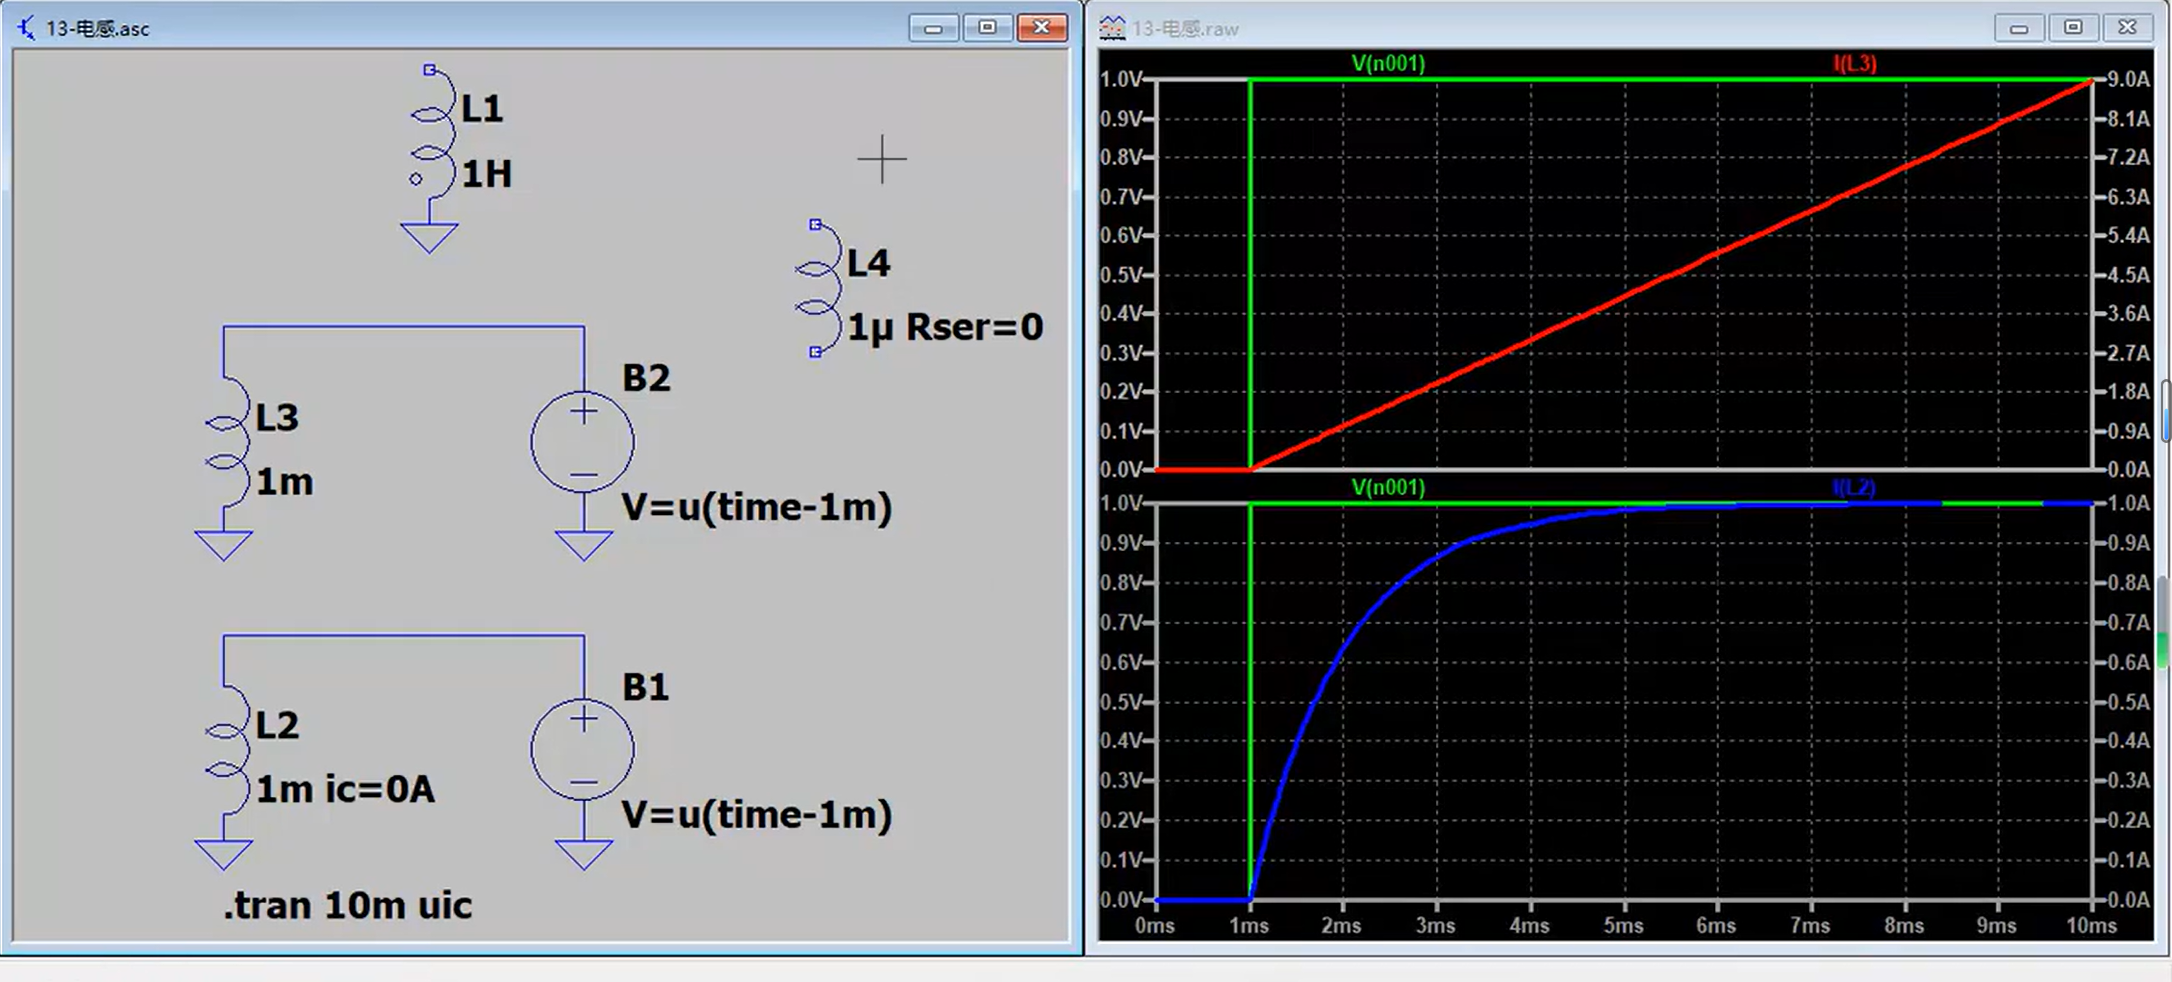 13-电感.asc
L1
1H
L4
1µ Rser=0
B2
L3
1m
V=u(time-1m)
B1
L2
1m ic=0A
V=u(time-1m)
.tran 10m uic
13-电感.raw
V(n001) I(L3)
1.0V 9.0A
0.9V 8.1A
0.8V 7.2A
0.7V 6.3A
0.6V 5.4A
0.5V 4.5A
0.4V 3.6A
0.3V 2.7A
0.2V 1.8A
0.1V 0.9A
0.0V 0.0A
V(n001) I(L2)
1.0V 1.0A
0.9V 0.9A
0.8V 0.8A
0.7V 0.7A
0.6V 0.6A
0.5V 0.5A
0.4V 0.4A
0.3V 0.3A
0.2V 0.2A
0.1V 0.1A
0.0V 0.0A
0ms 1ms 2ms 3ms 4ms 5ms 6ms 7ms 8ms 9ms 10ms